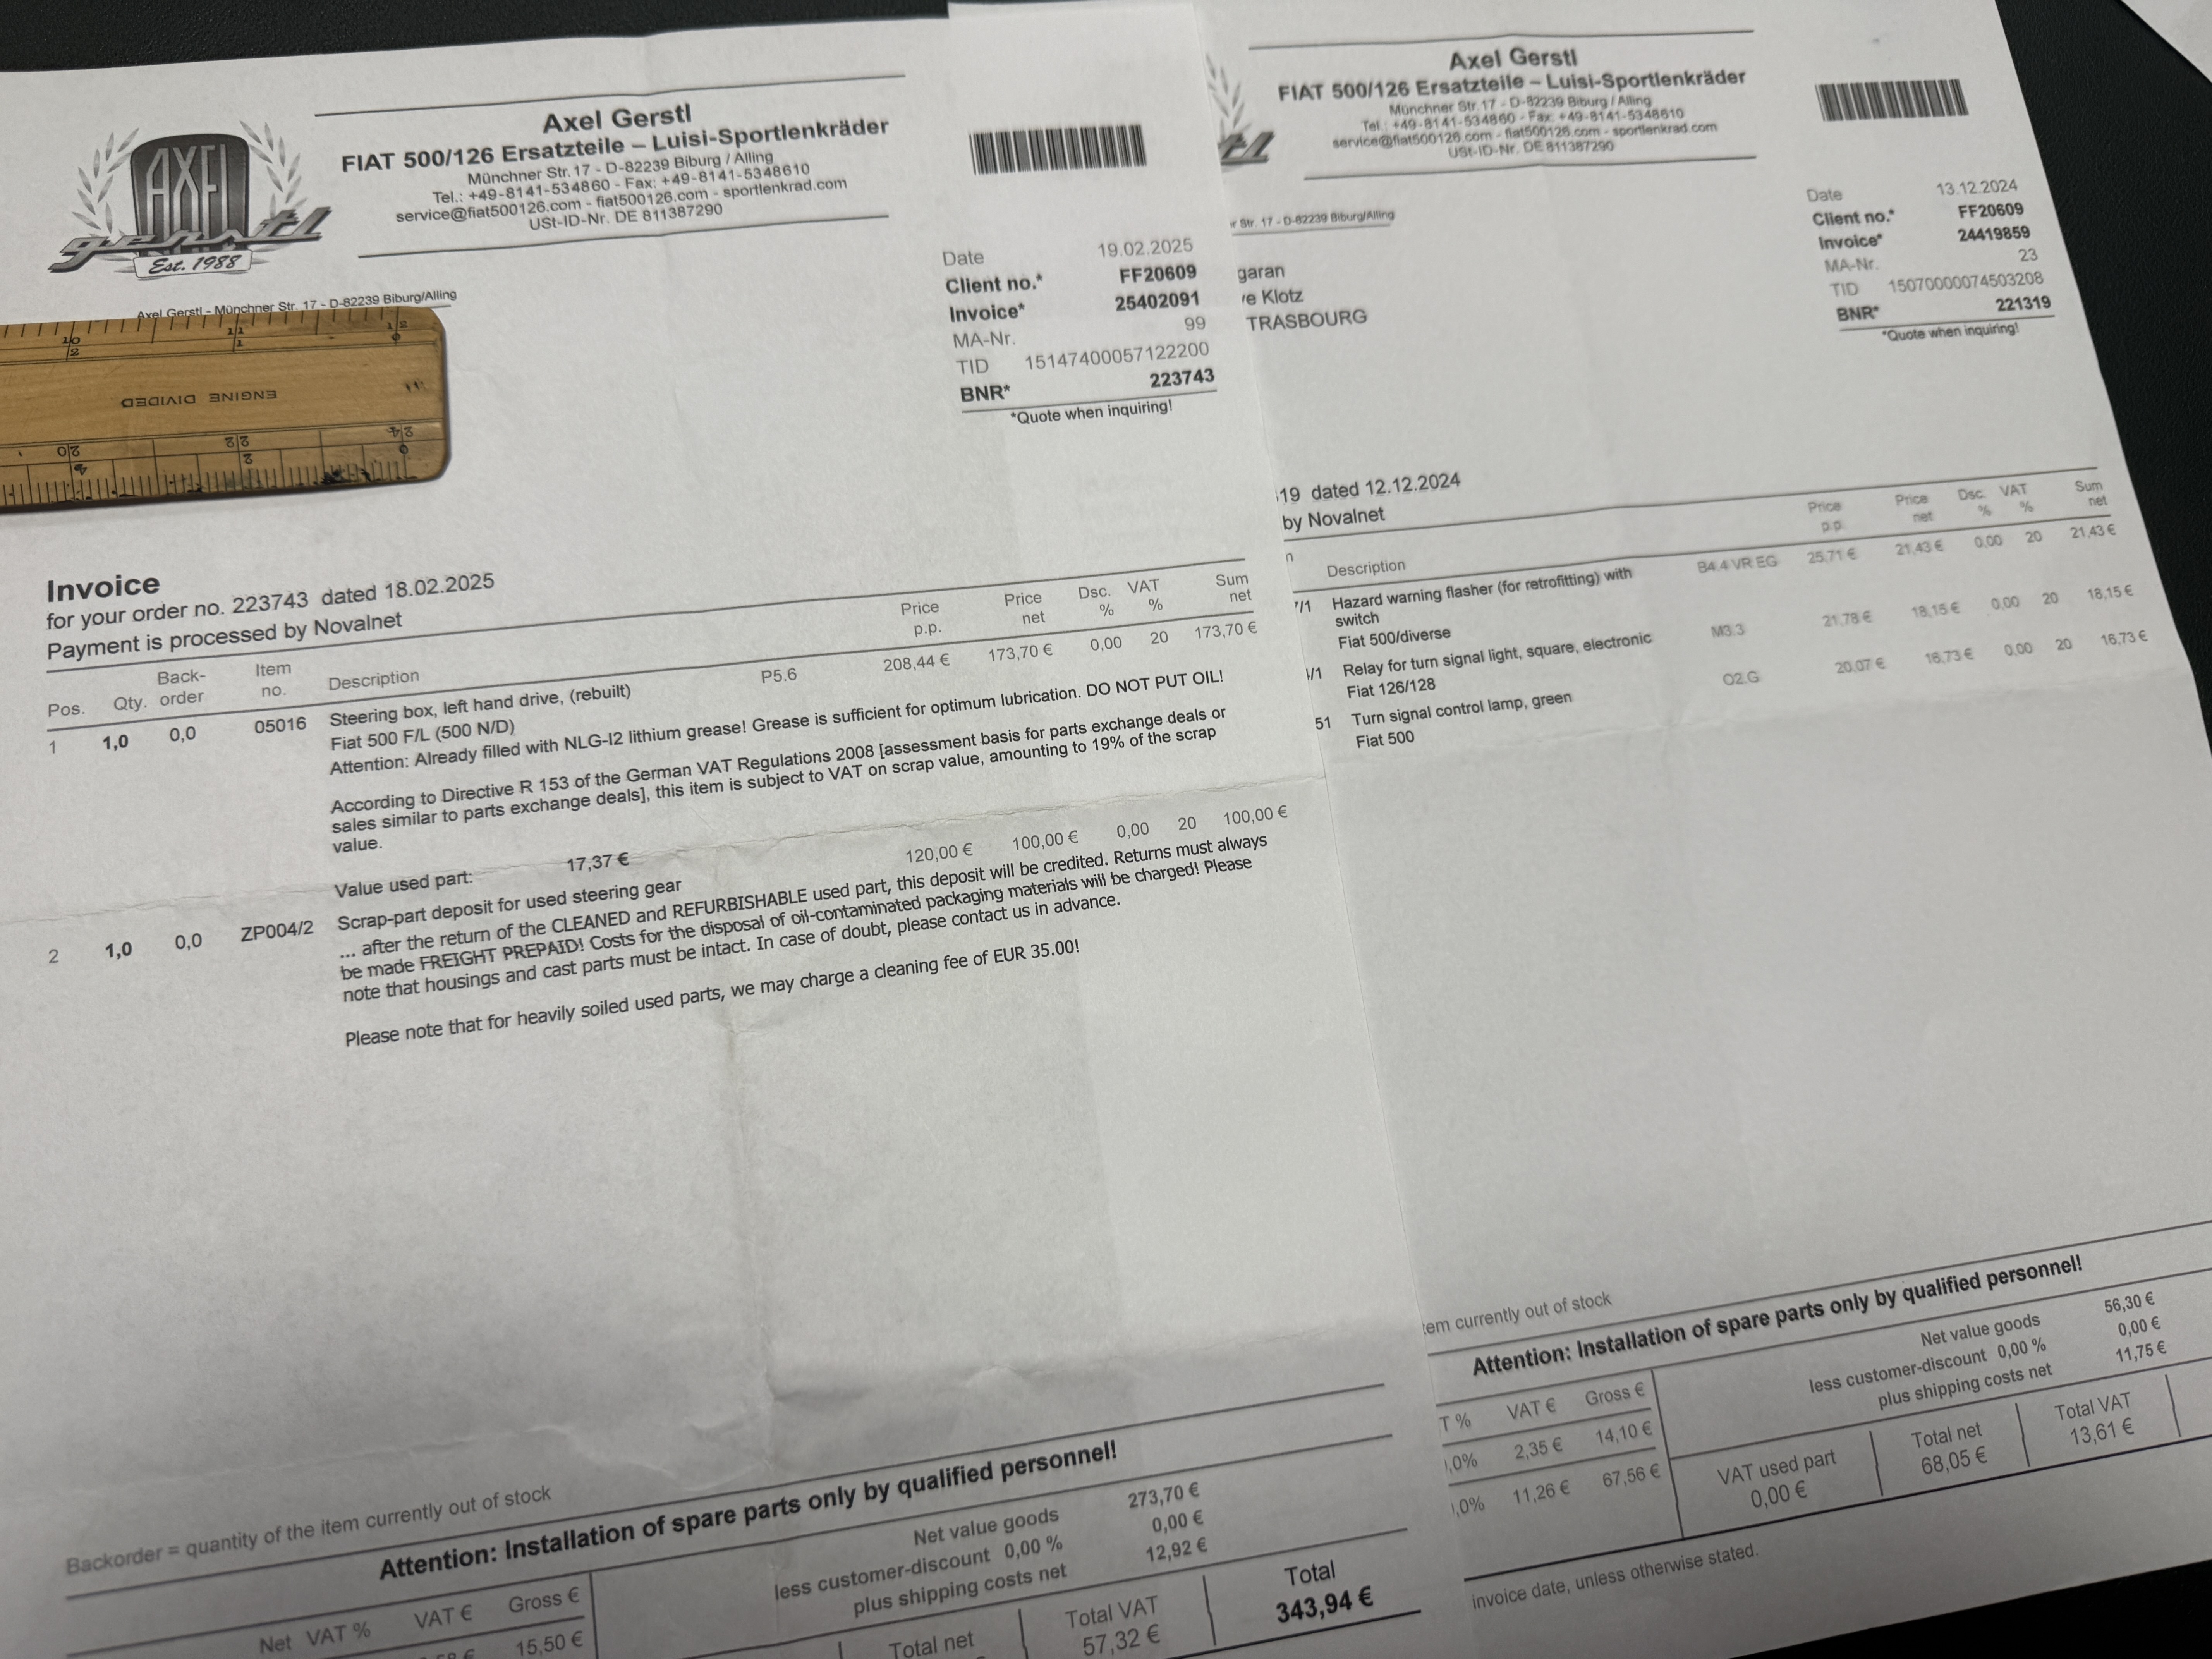 AXEL
gerstl
Est. 1988
Axel Gerstl
FIAT 500/126 Ersatzteile – Luisi-Sportlenkräder
Münchner Str. 17 - D-82239 Biburg / Alling
Tel.: +49-8141-534860 - Fax: +49-8141-5348610
service@fiat500126.com - fiat500126.com - sportlenkrad.com
USt-ID-Nr. DE 811387290
Axel Gerstl - Münchner Str. 17 - D-82239 Biburg/Alling
Date 19.02.2025
Client no.* FF20609
Invoice* 25402091
MA-Nr. 99
TID 15147400057122200
BNR* 223743
*Quote when inquiring!
ENGINE DIVIDED
Invoice
for your order no. 223743 dated 18.02.2025
Payment is processed by Novalnet
Pos. Qty. Back-order Item no. Description Price p.p. Price net Dsc. % VAT % Sum net
1 1,0 0,0 05016 Steering box, left hand drive, (rebuilt) P5.6 208,44 € 173,70 € 0,00 20 173,70 €
Fiat 500 F/L (500 N/D)
Attention: Already filled with NLG-I2 lithium grease! Grease is sufficient for optimum lubrication. DO NOT PUT OIL!
According to Directive R 153 of the German VAT Regulations 2008 [assessment basis for parts exchange deals or
sales similar to parts exchange deals], this item is subject to VAT on scrap value, amounting to 19% of the scrap
value.
Value used part: 17,37 €
2 1,0 0,0 ZP004/2 Scrap-part deposit for used steering gear 120,00 € 100,00 € 0,00 20 100,00 €
... after the return of the CLEANED and REFURBISHABLE used part, this deposit will be credited. Returns must always
be made FREIGHT PREPAID! Costs for the disposal of oil-contaminated packaging materials will be charged! Please
note that housings and cast parts must be intact. In case of doubt, please contact us in advance.
Please note that for heavily soiled used parts, we may charge a cleaning fee of EUR 35.00!
Backorder = quantity of the item currently out of stock
Attention: Installation of spare parts only by qualified personnel!
Net value goods 273,70 €
less customer-discount 0,00 % 0,00 €
plus shipping costs net 12,92 €
Net VAT % VAT € Gross €
15,50 €
Total net
Total VAT
57,32 €
Total
343,94 €
Axel Gerstl
FIAT 500/126 Ersatzteile – Luisi-Sportlenkräder
Münchner Str. 17 - D-82239 Biburg / Alling
Tel.: +49-8141-534860 - Fax: +49-8141-5348610
service@fiat500126.com - fiat500126.com - sportlenkrad.com
USt-ID-Nr. DE 811387290
r Str. 17 - D-82239 Biburg/Alling
garan
e Klotz
TRASBOURG
Date 13.12.2024
Client no.* FF20609
Invoice* 24419859
MA-Nr. 23
TID 15070000074503208
BNR* 221319
*Quote when inquiring!
19 dated 12.12.2024
by Novalnet
Description Price p.p. Price net Dsc. % VAT % Sum net
/1 Hazard warning flasher (for retrofitting) with B4.4 VR EG 25,71 € 21,43 € 0,00 20 21,43 €
switch
Fiat 500/diverse
/1 Relay for turn signal light, square, electronic M3.3 21,78 € 18,15 € 0,00 20 18,15 €
Fiat 126/128
51 Turn signal control lamp, green O2.G 20,07 € 16,73 € 0,00 20 16,73 €
Fiat 500
em currently out of stock
Attention: Installation of spare parts only by qualified personnel!
Net value goods 56,30 €
less customer-discount 0,00 % 0,00 €
plus shipping costs net 11,75 €
T % VAT € Gross €
,0% 2,35 € 14,10 €
,0% 11,26 € 67,56 €
VAT used part
0,00 €
Total net
68,05 €
Total VAT
13,61 €
invoice date, unless otherwise stated.